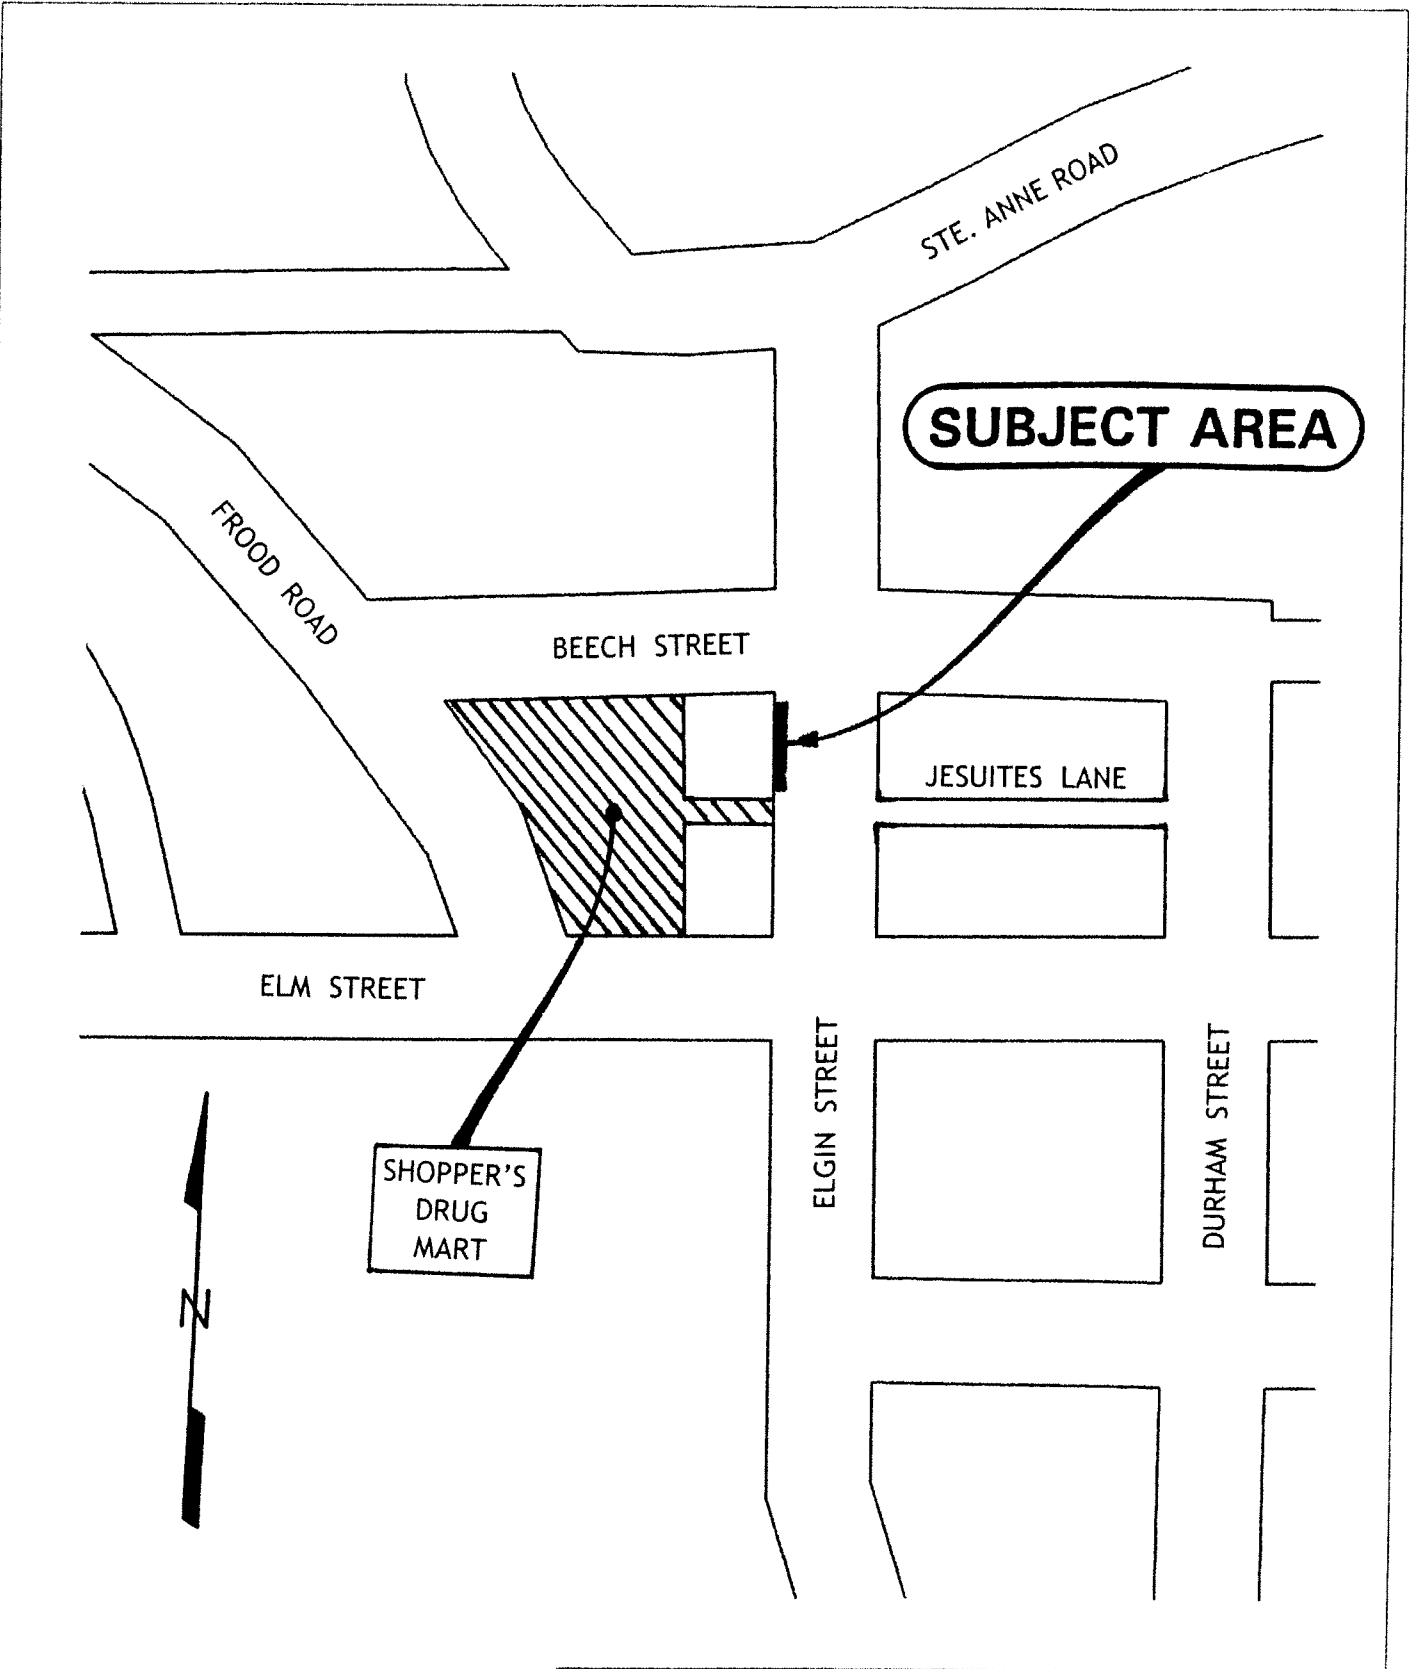 STE. ANNE ROAD
SUBJECT AREA
FROOD ROAD
BEECH STREET
JESUITES LANE
ELM STREET
ELGIN STREET
DURHAM STREET
SHOPPER'S
DRUG
MART
N